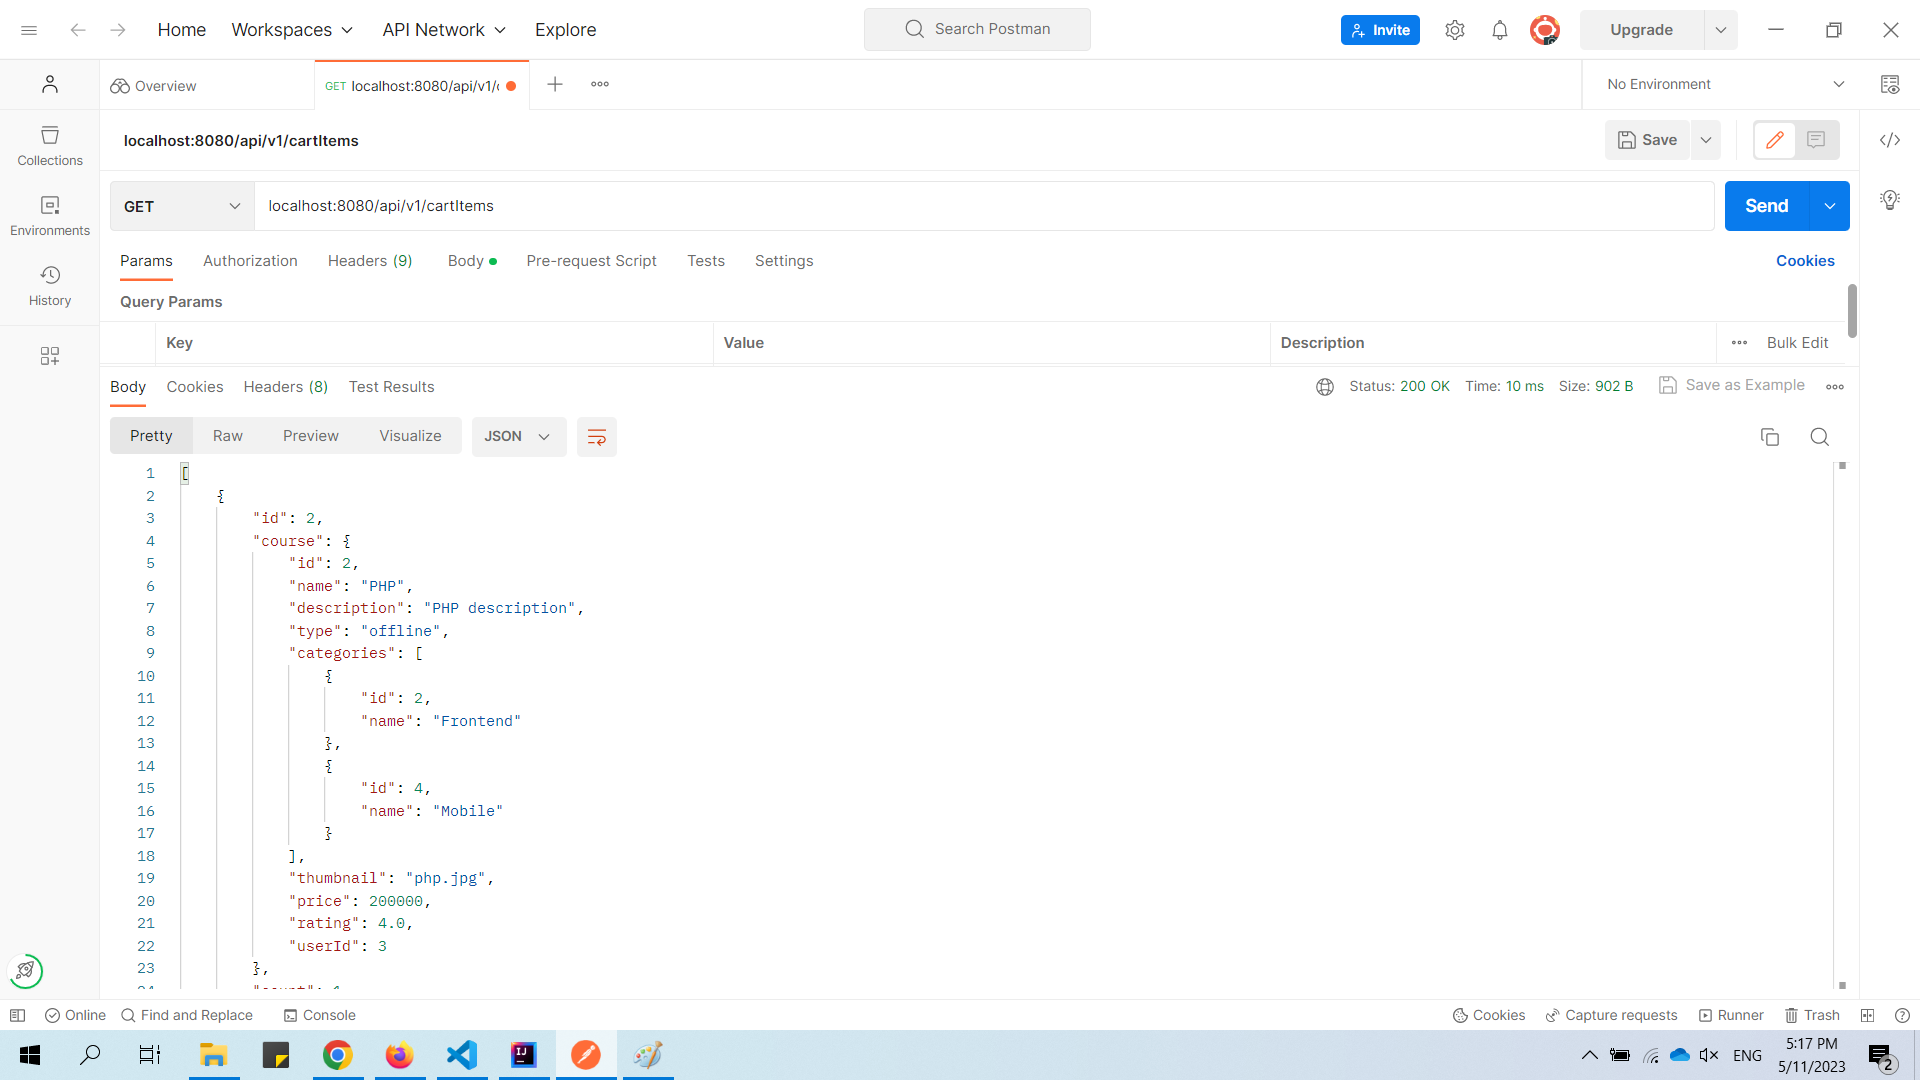 Home Workspaces API Network Explore Search Postman Invite Upgrade
Overview GET localhost:8080/api/v1/c No Environment
localhost:8080/api/v1/cartItems Save
Collections
GET localhost:8080/api/v1/cartItems Send
Environments
Params Authorization Headers (9) Body Pre-request Script Tests Settings Cookies
History
Query Params
Key Value Description Bulk Edit
Body Cookies Headers (8) Test Results Status: 200 OK Time: 10 ms Size: 902 B Save as Example
Pretty Raw Preview Visualize JSON
1 [
2 {
3 "id": 2,
4 "course": {
5 "id": 2,
6 "name": "PHP",
7 "description": "PHP description",
8 "type": "offline",
9 "categories": [
10 {
11 "id": 2,
12 "name": "Frontend"
13 },
14 {
15 "id": 4,
16 "name": "Mobile"
17 }
18 ],
19 "thumbnail": "php.jpg",
20 "price": 200000,
21 "rating": 4.0,
22 "userId": 3
23 },
Online Find and Replace Console Cookies Capture requests Runner Trash
ENG
5:17 PM
5/11/2023
2